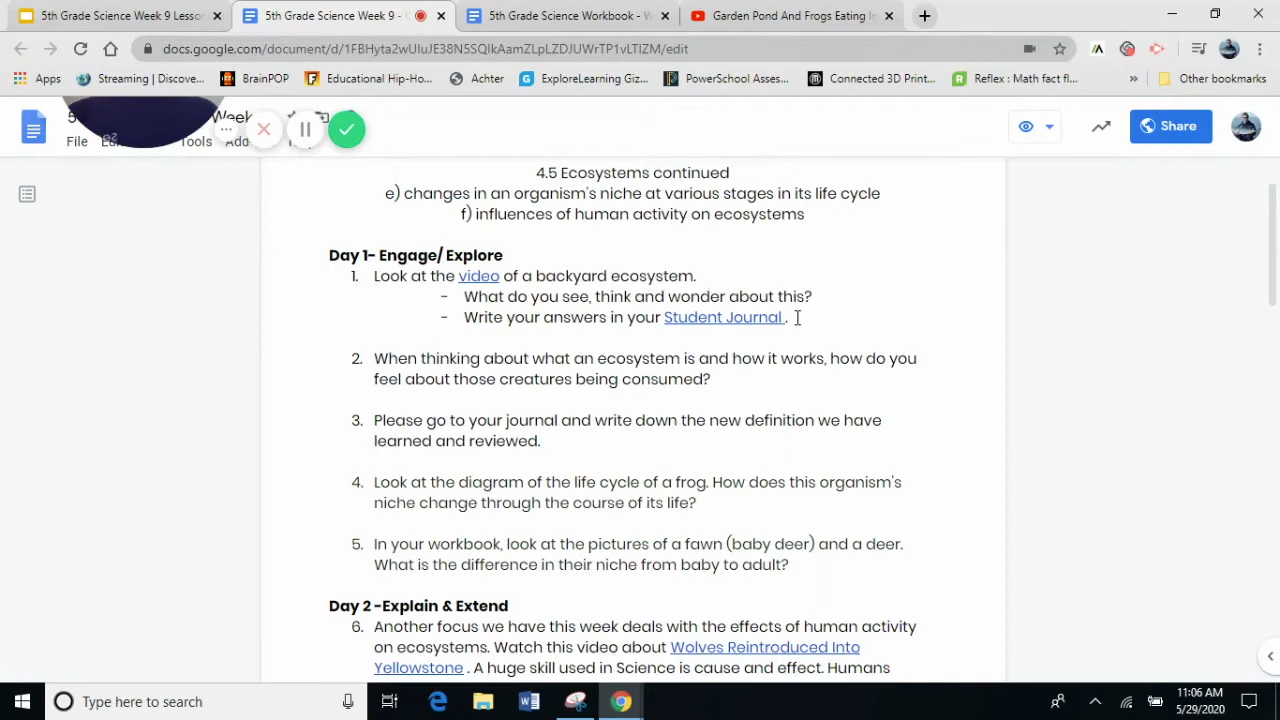 5th Grade Science Week 9 Lesson
5th Grade Science Week 9 - 
5th Grade Science Workbook - W
Garden Pond And Frogs Eating In
docs.google.com/document/d/1FBHyta2wUIuJE38N5SQIkAamZLpLZDJUWrTP1vLTIZM/edit
Apps
Streaming | Discove...
BrainPOP
Educational Hip-Ho...
Achter
ExploreLearning Giz...
PowerSchool Asses...
Connected 3D Print...
Reflex : Math fact fl...
Other bookmarks
5
Week
File
Tools
Share
4.5 Ecosystems continued
e) changes in an organism's niche at various stages in its life cycle
f) influences of human activity on ecosystems
Day 1- Engage/ Explore
1. Look at the video of a backyard ecosystem.
- What do you see, think and wonder about this?
- Write your answers in your Student Journal .
2. When thinking about what an ecosystem is and how it works, how do you
feel about those creatures being consumed?
3. Please go to your journal and write down the new definition we have
learned and reviewed.
4. Look at the diagram of the life cycle of a frog. How does this organism's
niche change through the course of its life?
5. In your workbook, look at the pictures of a fawn (baby deer) and a deer.
What is the difference in their niche from baby to adult?
Day 2 -Explain & Extend
6. Another focus we have this week deals with the effects of human activity
on ecosystems. Watch this video about Wolves Reintroduced Into
Yellowstone . A huge skill used in Science is cause and effect. Humans
Type here to search
11:06 AM
5/29/2020